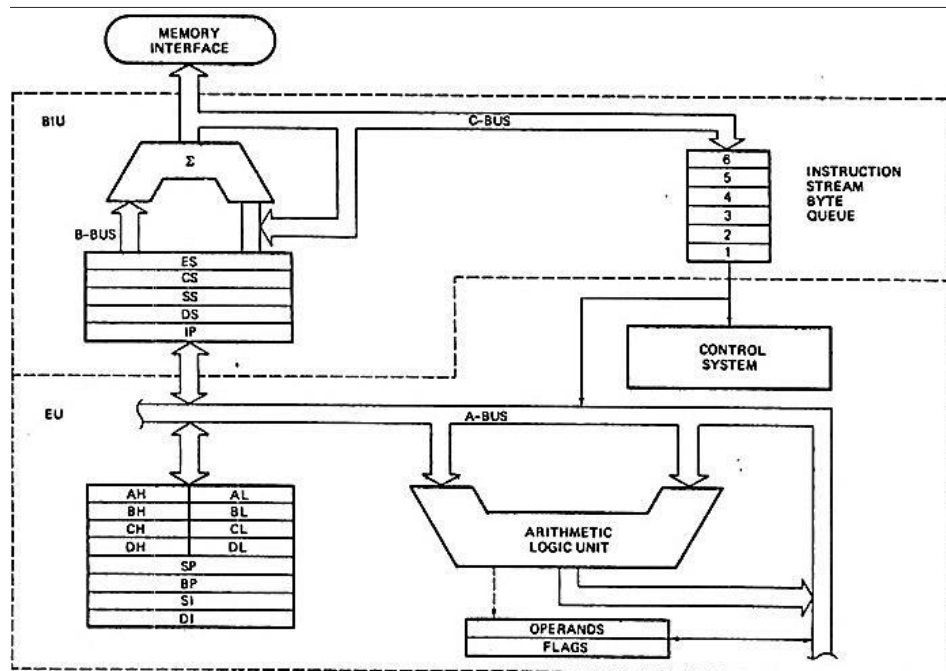 MEMORY
INTERFACE
BIU
C-BUS
Σ
B-BUS
6
5
4
3
2
1
INSTRUCTION
STREAM
BYTE
QUEUE
ES
CS
SS
DS
IP
CONTROL
SYSTEM
EU
A-BUS
AH AL
BH BL
CH CL
DH DL
SP
BP
SI
DI
ARITHMETIC
LOGIC UNIT
OPERANDS
FLAGS